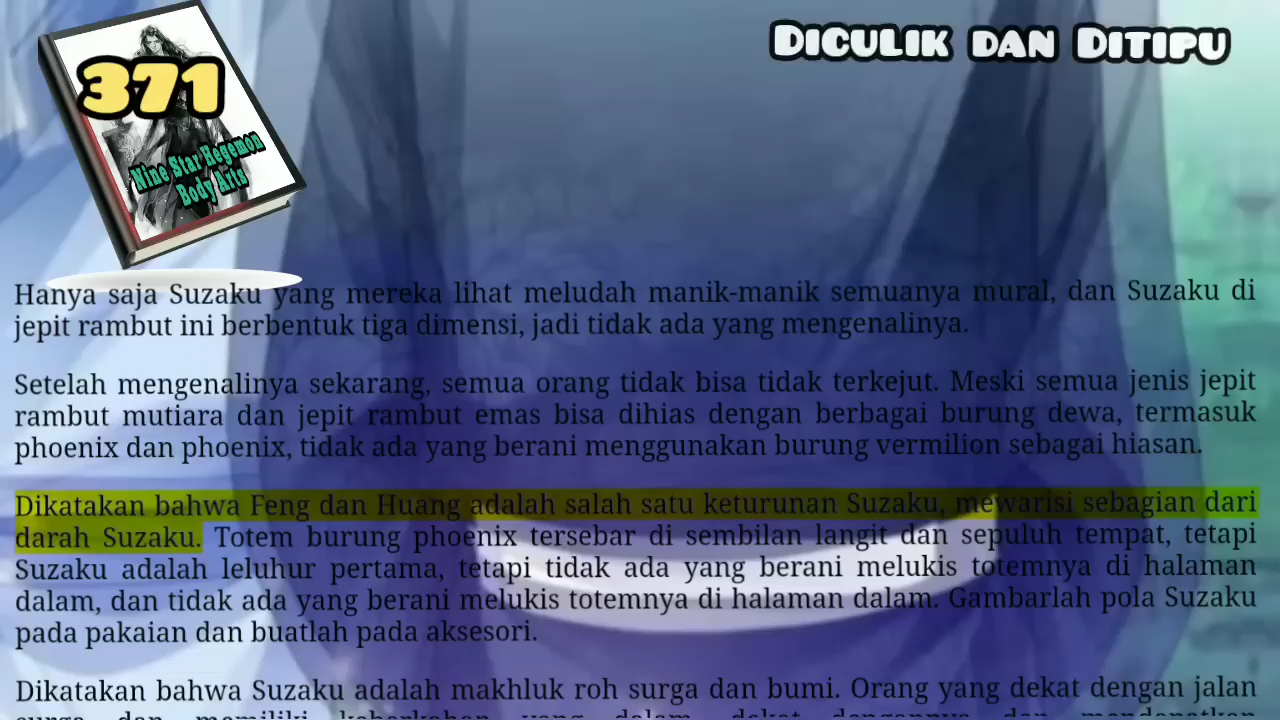 Diculik dan Ditipu
371
Nine Star Hegemon
Body Arts
Hanya saja Suzaku yang mereka lihat meludah manik-manik semuanya mural, dan Suzaku di
jepit rambut ini berbentuk tiga dimensi, jadi tidak ada yang mengenalinya.
Setelah mengenalinya sekarang, semua orang tidak bisa tidak terkejut. Meski semua jenis jepit
rambut mutiara dan jepit rambut emas bisa dihias dengan berbagai burung dewa, termasuk
phoenix dan phoenix, tidak ada yang berani menggunakan burung vermilion sebagai hiasan.
Dikatakan bahwa Feng dan Huang adalah salah satu keturunan Suzaku, mewarisi sebagian dari
darah Suzaku. Totem burung phoenix tersebar di sembilan langit dan sepuluh tempat, tetapi
Suzaku adalah leluhur pertama, tetapi tidak ada yang berani melukis totemnya di halaman
dalam, dan tidak ada yang berani melukis totemnya di halaman dalam. Gambarlah pola Suzaku
pada pakaian dan buatlah pada aksesori.
Dikatakan bahwa Suzaku adalah makhluk roh surga dan bumi. Orang yang dekat dengan jalan